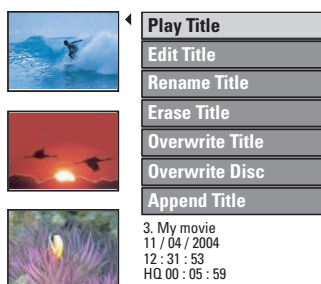 Play Title
Edit Title
Rename Title
Erase Title
Overwrite Title
Overwrite Disc
Append Title
3. My movie
11 / 04 / 2004
12 : 31 : 53
HQ 00 : 05 : 59